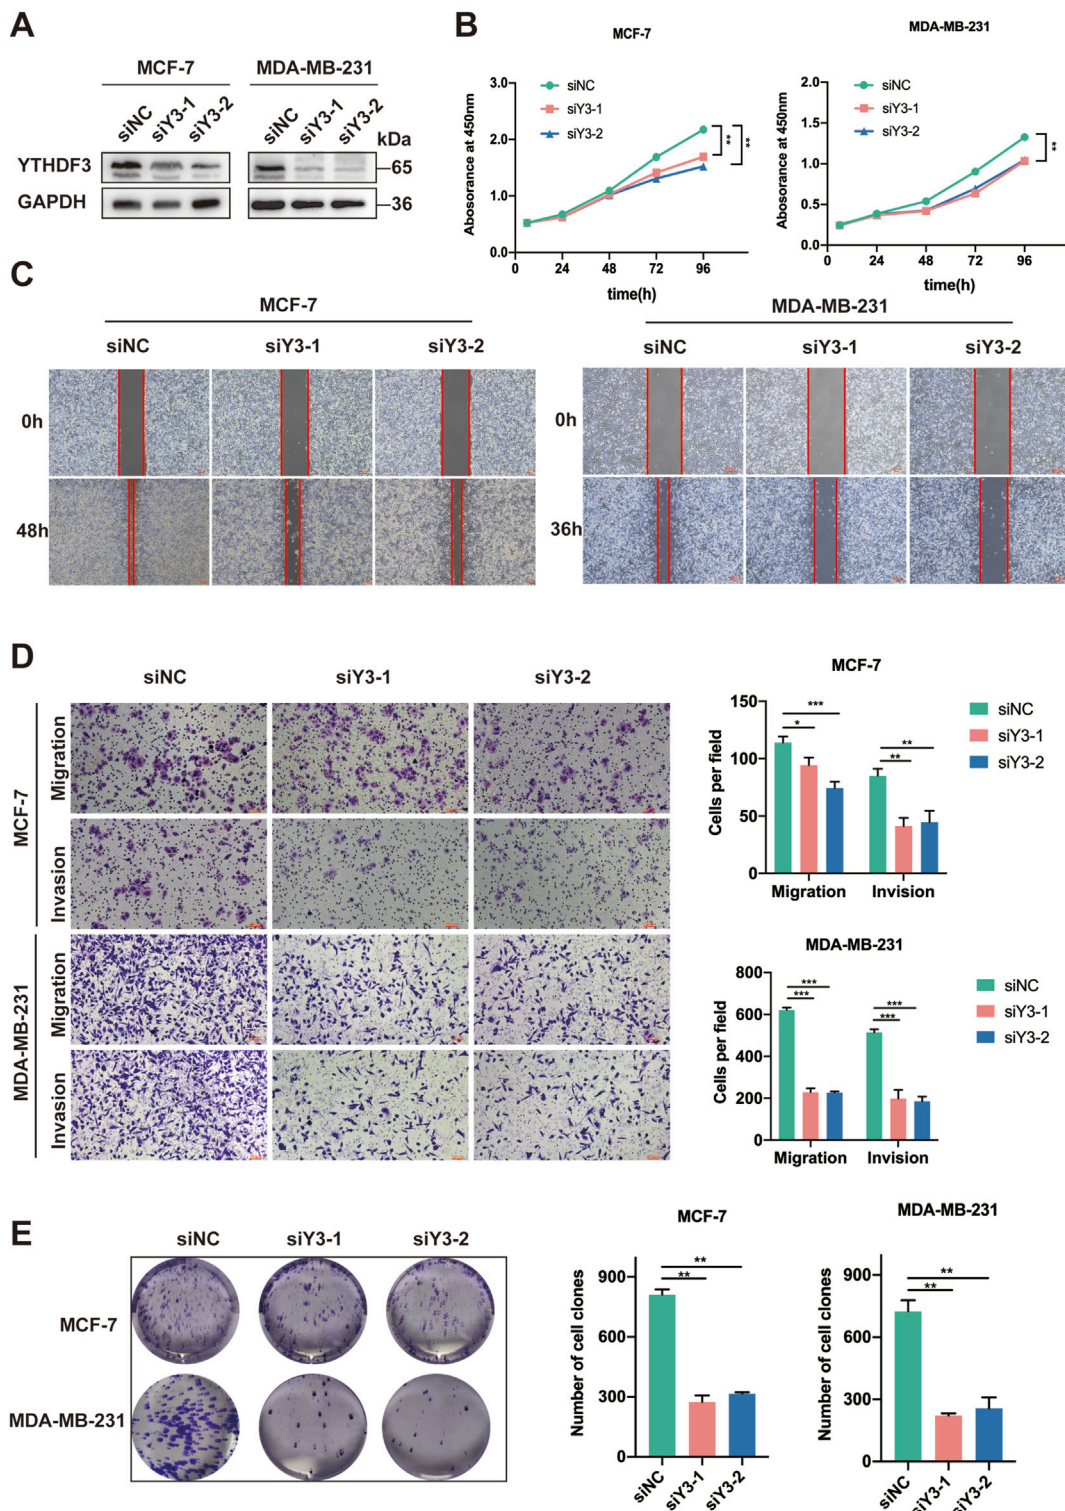 A
MCF-7
MDA-MB-231
siNC
siY3-1
siY3-2
siNC
siY3-1
siY3-2
kDa
YTHDF3
65
GAPDH
36
B
MCF-7
siNC
siY3-1
siY3-2
Abosorance at 450nm
4.0
3.0
2.0
1.0
0.0
0
24
48
72
96
time(h)
**
**
MDA-MB-231
siNC
siY3-1
siY3-2
Abosorance at 450nm
2.0
1.5
1.0
0.5
0.0
0
24
48
72
96
time(h)
**
C
MCF-7
siNC
siY3-1
siY3-2
0h
48h
MDA-MB-231
siNC
siY3-1
siY3-2
0h
36h
D
siNC
siY3-1
siY3-2
MCF-7
Migration
Invasion
MDA-MB-231
Migration
Invasion
MCF-7
Cells per field
150
100
50
0
***
*
**
**
Migration
Invision
siNC
siY3-1
siY3-2
MDA-MB-231
Cells per field
800
600
400
200
0
***
***
***
***
Migration
Invision
siNC
siY3-1
siY3-2
E
siNC
siY3-1
siY3-2
MCF-7
MDA-MB-231
MCF-7
Number of cell clones
900
600
300
0
**
**
siNC
siY3-1
siY3-2
MDA-MB-231
Number of cell clones
900
600
300
0
**
**
siNC
siY3-1
siY3-2